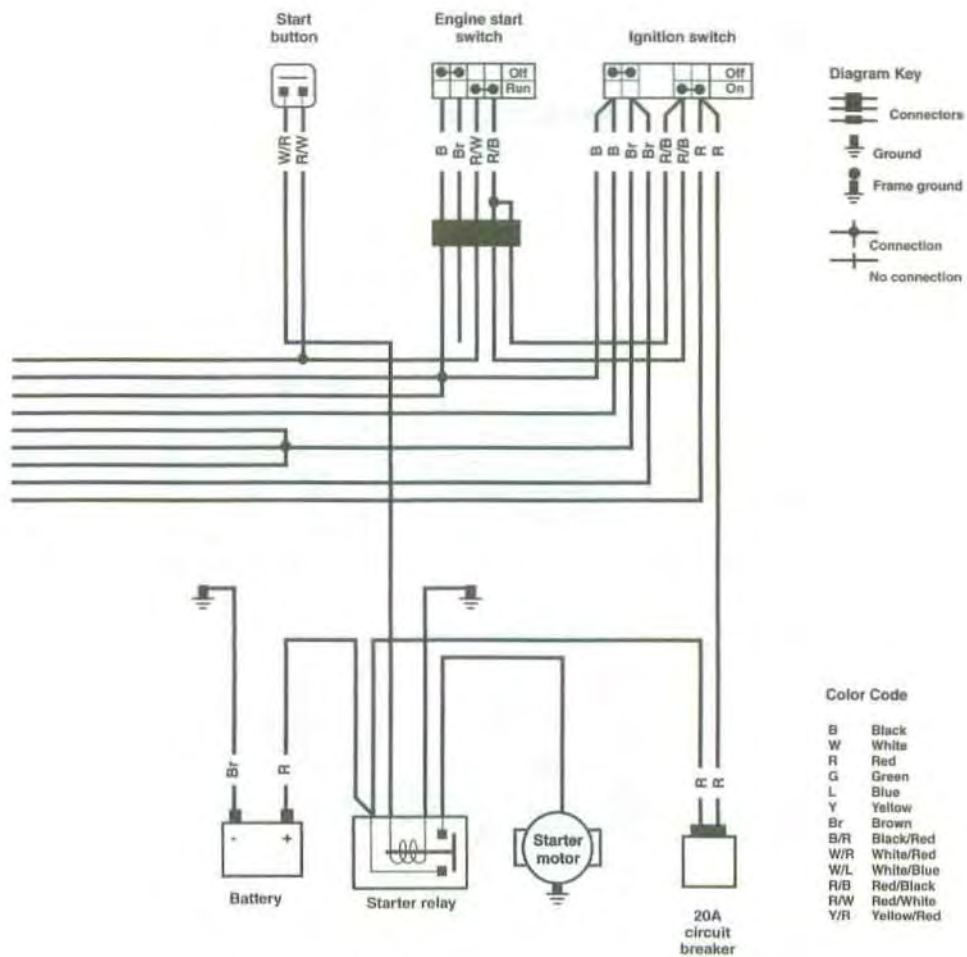 Start
button
Engine start
switch
Off
Run
Ignition switch
Off
On
Diagram Key
Connectors
Ground
Frame ground
Connection
No connection
W/R
R/W
B
Br
R/W
R/B
B
B
Br
Br
R/B
R/B
R
R
Br
R
R
R
- +
Battery
Starter relay
Starter
motor
20A
circuit
breaker
Color Code
B Black
W White
R Red
G Green
L Blue
Y Yellow
Br Brown
B/R Black/Red
W/R White/Red
W/L White/Blue
R/B Red/Black
R/W Red/White
Y/R Yellow/Red